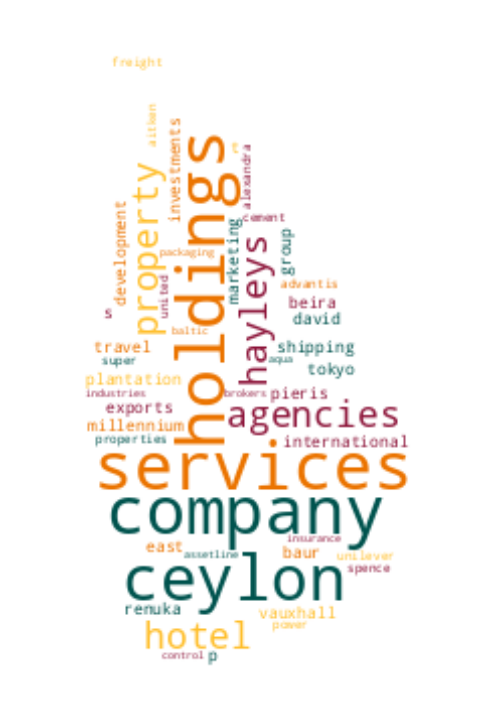 freight
aitken
investments
holdings
r
alexandra
property
development
cement
marketing
group
hayleys
packaging
united
advantis
s
beira
david
baltic
travel
super
shipping
aqua
tokyo
plantation
industries
brokers
pieris
exports
agencies
millennium
properties
international
services
company
insurance
east
assetline
baur
unilever
ceylon
spence
renuka
vauxhall
power
hotel
control
p